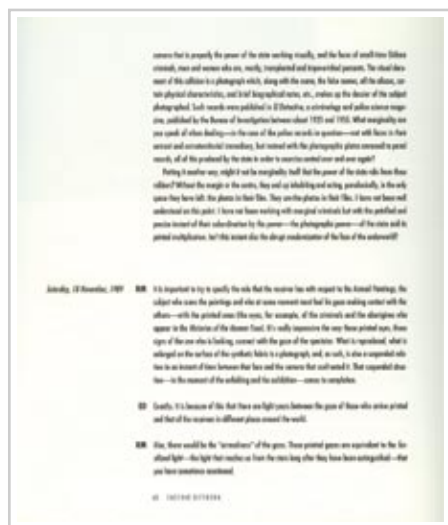 camera that is properly the power of the state working visually, and the faces of small-time Chilean
criminals, men and women who are, mostly, transplanted and impoverished peasants. The visual docu-
ment of this collision is a photograph which, along with the name, the false names, all the aliases, cer-
tain physical characteristics, and brief biographical notes, etc., makes up the dossier of the subject
photographed. Such records were published in El Detective, a criminology and police science maga-
zine, published by the Bureau of Investigation between about 1935 and 1950. What marginality are
you speak of when dealing—in the case of the police records in question—not with faces in their
and extraterritorial immediacy, but instead with the photographic plates
records, all of this produced by the state in order to exercise control over and over again?
Putting it another way, might it not be marginality itself that the power of the state robs from these
robbers? Without the margin or the centre, they end up inhabiting and acting, paradoxically, in the only
space they have left: the photos in their files. They are the photos in their files. I have not been well
understood on this point. I have not been working with marginal criminals but with the petrified and
precise instant of their subordination by the power—the photographic power—of the state and its
printed multiplication. Isn't this instant also the abrupt modernization of the face of the underworld?
Saturday, 18 November, 1989 RM It is important to try to specify the role that the receiver has with respect to the Airmail Paintings, the
subject who scans the paintings and who at some moment must feel his gaze making contact with the
others—with the printed ones (the eyes, for example, of the criminals and the aborigines who
appear in the Histories of the Human Face). It's really impressive the way these printed eyes, these
signs of the one who is looking, connect with the gaze of the spectator. What is reproduced, what is
enlarged on the surface of the synthetic fabric is a photograph, and, as such, is also a suspended rela-
tion in an instant of time between that face and the camera that confronted it. That suspended situa-
tion—in the moment of the unfolding and the exhibition—comes to completion.
ED Exactly. It is because of this that there are light years between the gaze of those who arrive printed
and that of the receivers in different places around the world.
RM Also, there would be the "unreadiness" of the gaze. These printed gazes are equivalent to the fos-
silized light—the light that reaches us from the stars long after they have been extinguished—that
you have sometimes mentioned.